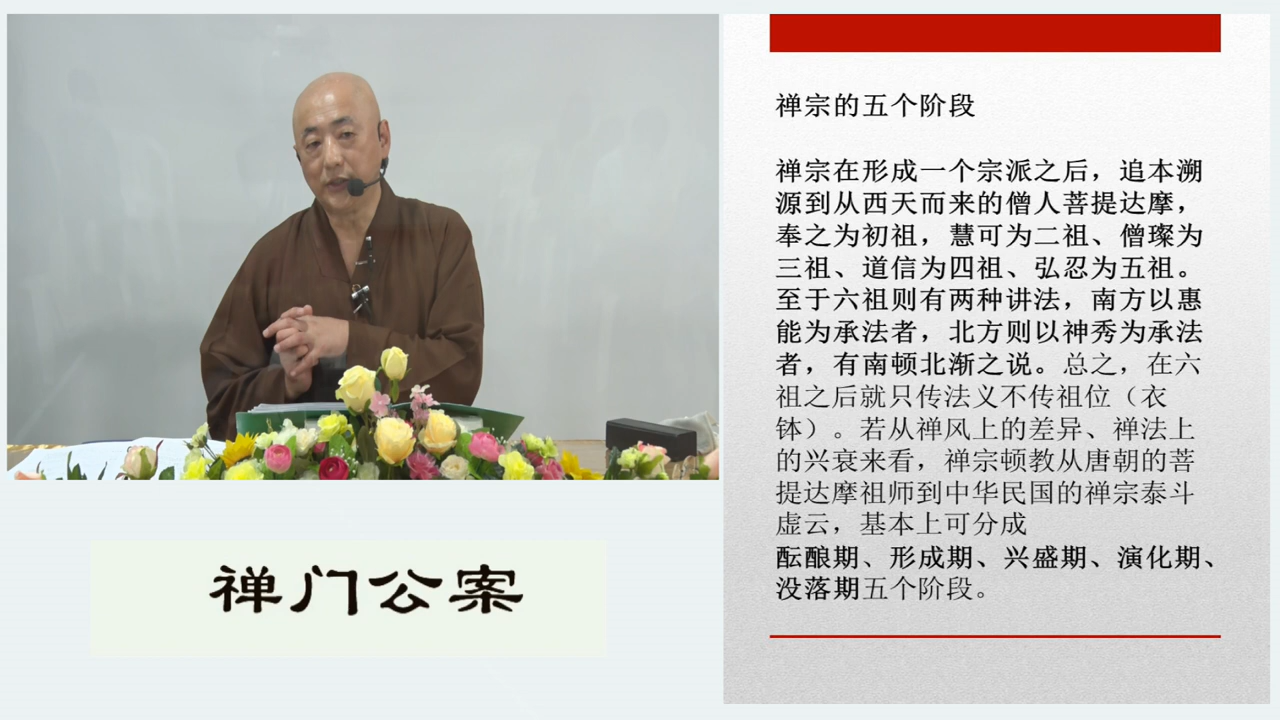 禅宗的五个阶段
禅宗在形成一个宗派之后，追本溯
源到从西天而来的僧人菩提达摩，
奉之为初祖，慧可为二祖、僧璨为
三祖、道信为四祖、弘忍为五祖。
至于六祖则有两种讲法，南方以惠
能为承法者，北方则以神秀为承法
者，有南顿北渐之说。总之，在六
祖之后就只传法义不传祖位（衣
钵）。若从禅风上的差异、禅法上
的兴衰来看，禅宗顿教从唐朝的菩
提达摩祖师到中华民国的禅宗泰斗
虚云，基本上可分成
酝酿期、形成期、兴盛期、演化期、
没落期五个阶段。
禅门公案